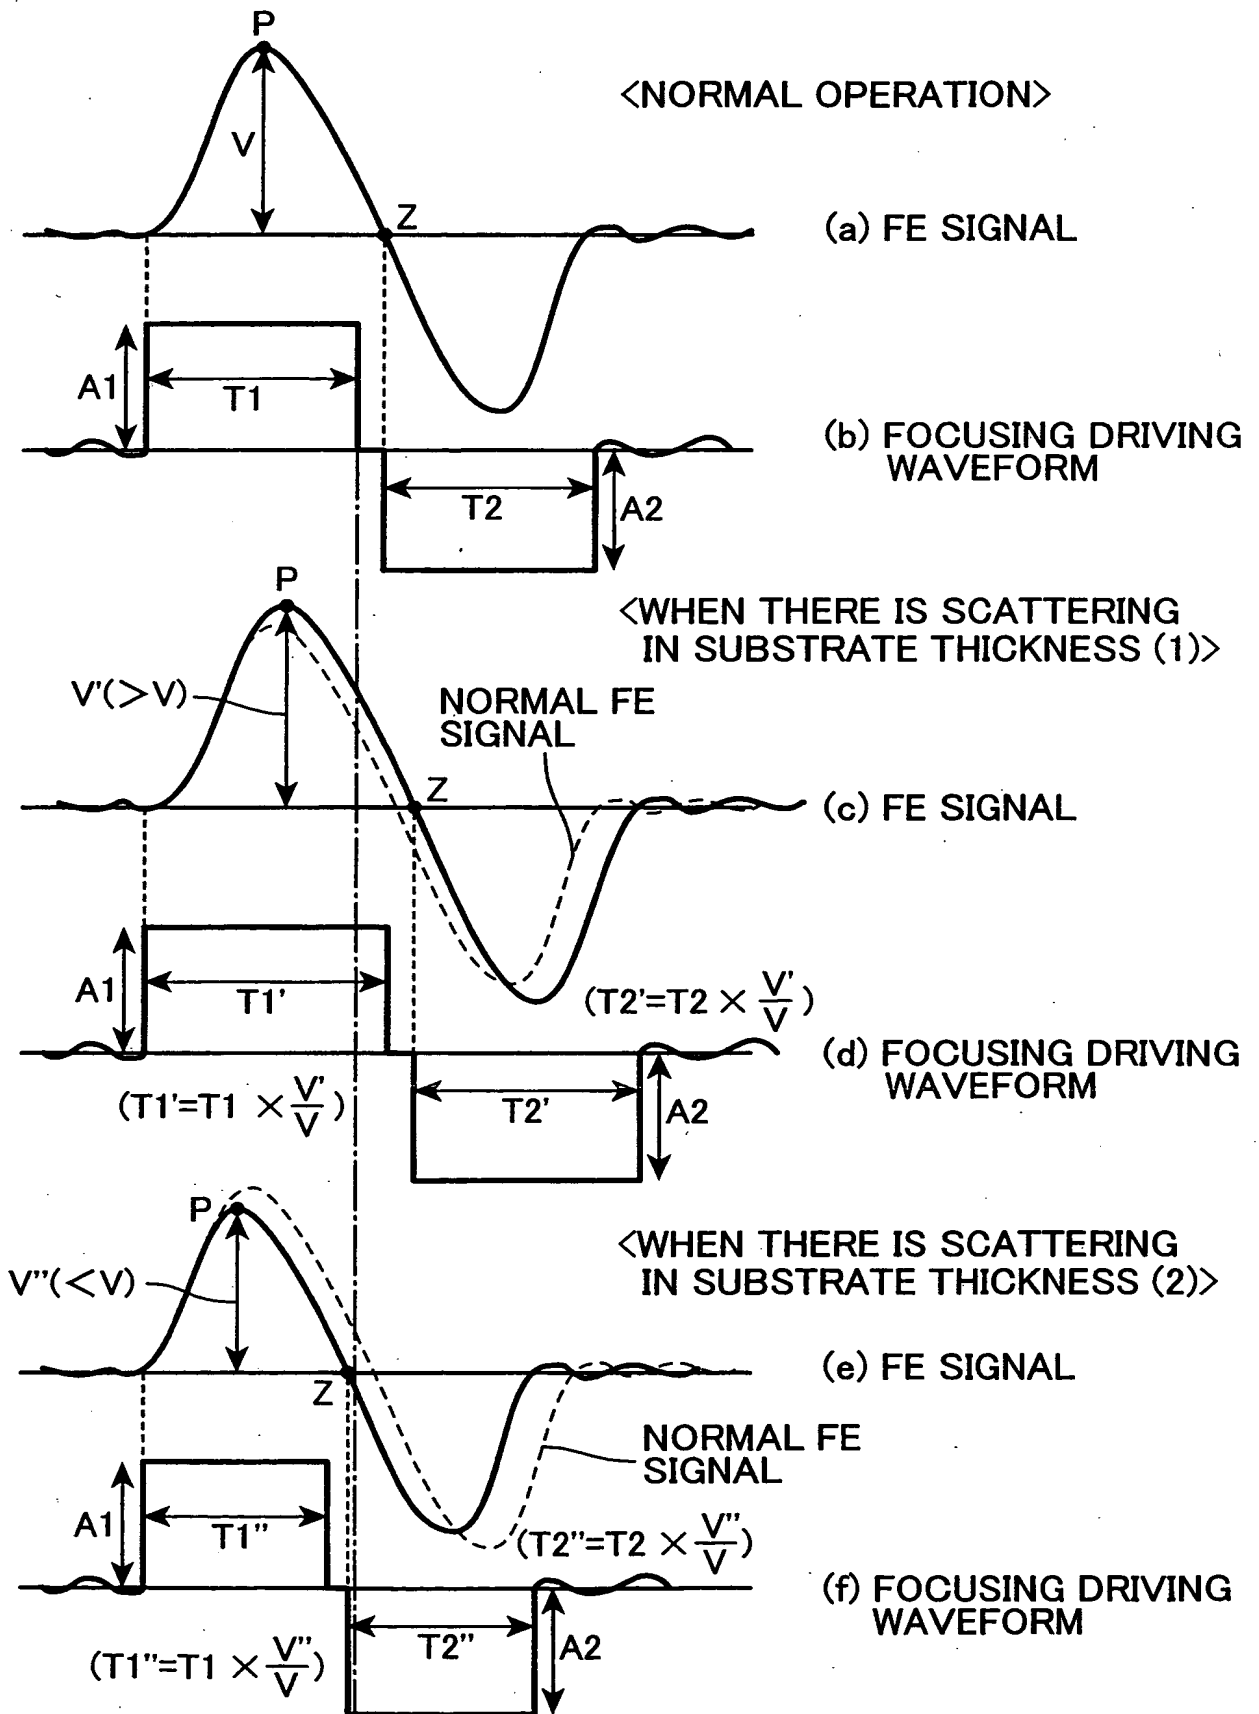 P
<NORMAL OPERATION>
V
Z
(a) FE SIGNAL
A1
T1
(b) FOCUSING DRIVING
WAVEFORM
T2
A2
P
<WHEN THERE IS SCATTERING
IN SUBSTRATE THICKNESS (1)>
V'(>V)
NORMAL FE
SIGNAL
Z
(c) FE SIGNAL
A1
T1'
(T2'=T2 × V'/V)
(d) FOCUSING DRIVING
WAVEFORM
(T1'=T1 × V'/V)
T2'
A2
P
<WHEN THERE IS SCATTERING
IN SUBSTRATE THICKNESS (2)>
V''(<V)
Z
(e) FE SIGNAL
NORMAL FE
SIGNAL
A1
T1''
(T2''=T2 × V''/V)
(f) FOCUSING DRIVING
WAVEFORM
(T1''=T1 × V''/V)
T2''
A2